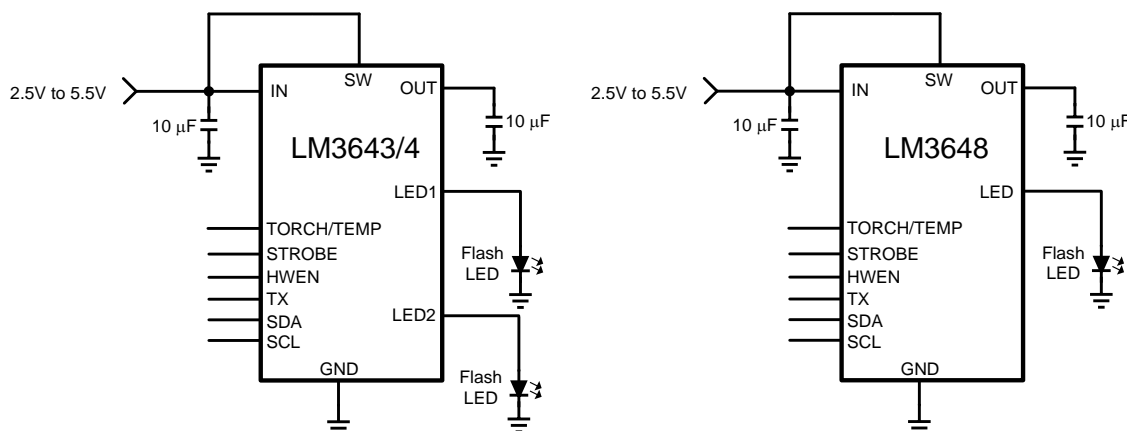 SW
2.5V to 5.5V
IN
OUT
10 μF
10 μF
LM3643/4
LED1
TORCH/TEMP
STROBE
HWEN
TX
SDA
SCL
Flash
LED
LED2
GND
Flash
LED
SW
2.5V to 5.5V
IN
OUT
10 μF
10 μF
LM3648
LED
TORCH/TEMP
STROBE
HWEN
TX
SDA
SCL
Flash
LED
GND